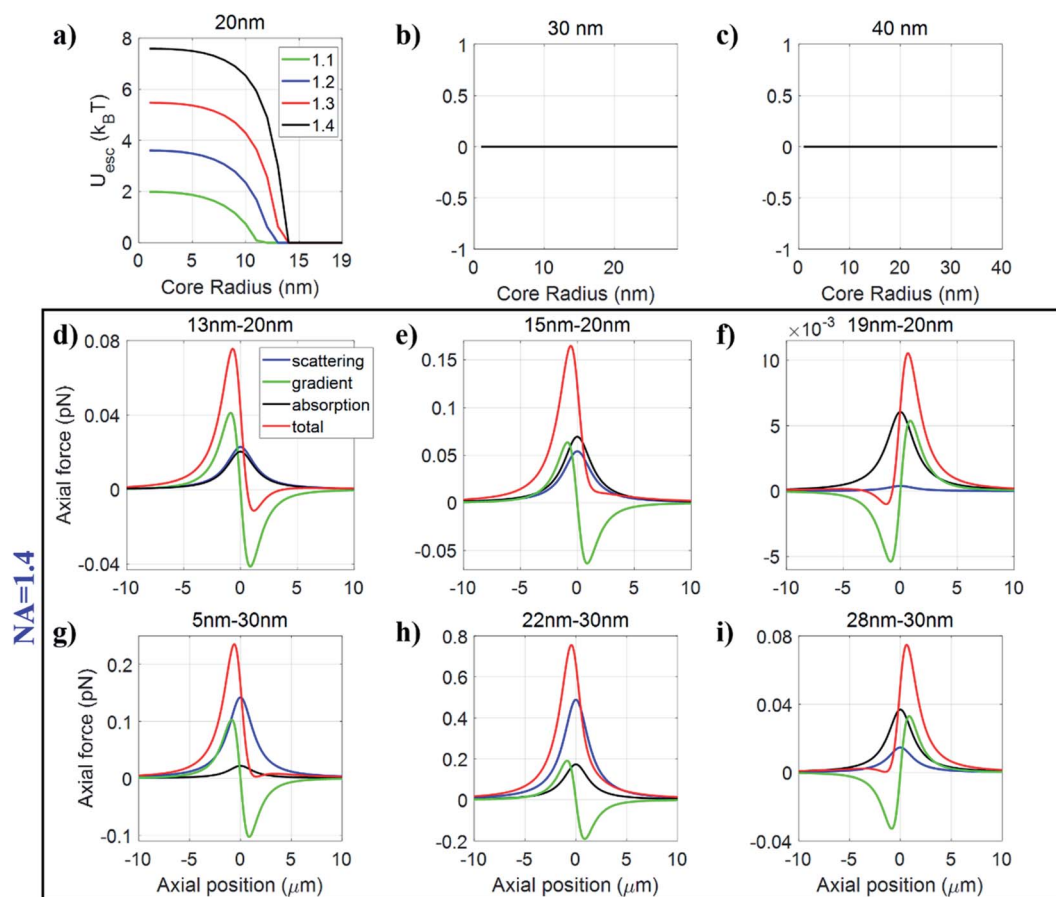 a) 20nm
8
6
4
2
0
U_esc (k_B T)
1.1
1.2
1.3
1.4
0 5 10 15 19
Core Radius (nm)
b) 30 nm
1
0.5
0
-0.5
-1
0 10 20
Core Radius (nm)
c) 40 nm
1
0.5
0
-0.5
-1
0 10 20 30 40
Core Radius (nm)
NA=1.4
d) 13nm-20nm
0.08
0.04
0
-0.04
Axial force (pN)
scattering
gradient
absorption
total
-10 -5 0 5 10
e) 15nm-20nm
0.15
0.1
0.05
0
-0.05
-10 -5 0 5 10
f) 19nm-20nm
×10⁻³
10
5
0
-5
-10 -5 0 5 10
g) 5nm-30nm
0.2
0.1
0
-0.1
Axial force (pN)
-10 -5 0 5 10
Axial position (μm)
h) 22nm-30nm
0.8
0.6
0.4
0.2
0
-0.2
-10 -5 0 5 10
Axial position (μm)
i) 28nm-30nm
0.08
0.04
0
-0.04
-10 -5 0 5 10
Axial position (μm)